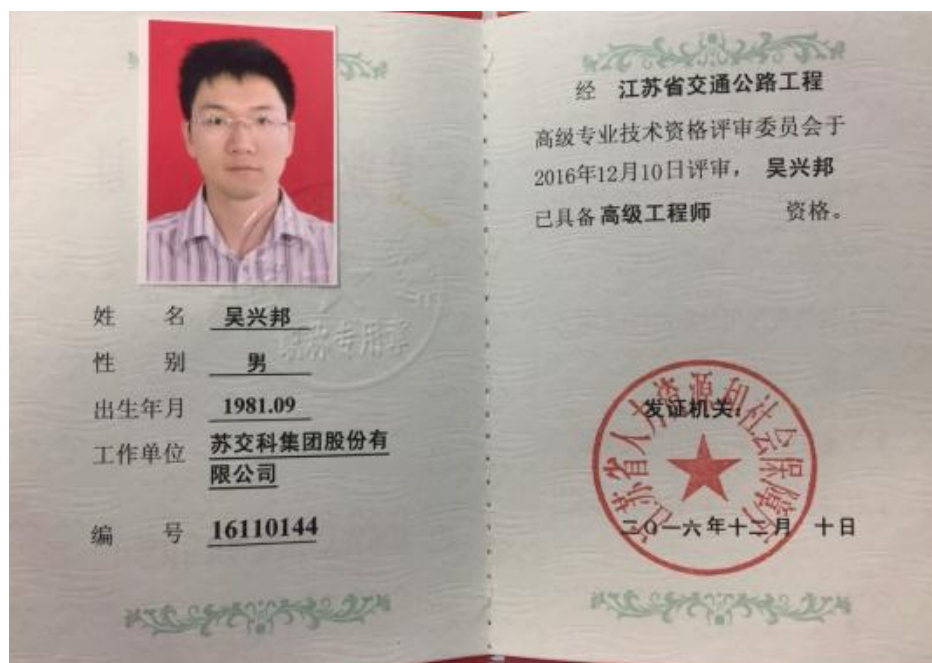 姓 名 吴兴邦
性 别 男
出生年月 1981.09
工作单位 苏交科集团股份有
限公司
编 号 16110144
职称专用章
经 江苏省交通公路工程
高级专业技术资格评审委员会于
2016年12月10日评审， 吴兴邦
已具备 高级工程师 资格。
江苏省人力资源和社会保障厅
发证机关：
二〇一六年十二月 十日